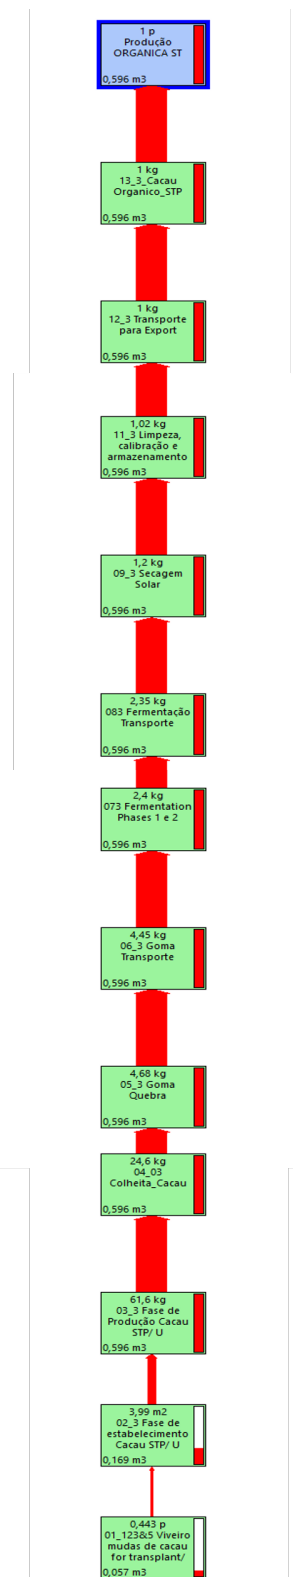 1 p
Produção
ORGANICA ST
0,596 m3
1 kg
13_3_Cacau
Organico_STP
0,596 m3
1 kg
12_3 Transporte
para Export
0,596 m3
1,02 kg
11_3 Limpeza,
calibração e
armazenamento
0,596 m3
1,2 kg
09_3 Secagem
Solar
0,596 m3
2,35 kg
083 Fermentação
Transporte
0,596 m3
2,4 kg
073 Fermentation
Phases 1 e 2
0,596 m3
4,45 kg
06_3 Goma
Transporte
0,596 m3
4,68 kg
05_3 Goma
Quebra
0,596 m3
24,6 kg
04_03
Colheita_Cacau
0,596 m3
61,6 kg
03_3 Fase de
Produção Cacau
STP/ U
0,596 m3
3,99 m2
02_3 Fase de
estabelecimento
Cacau STP/ U
0,169 m3
0,443 p
01_123&5 Viveiro
mudas de cacau
for transplant/
0,057 m3